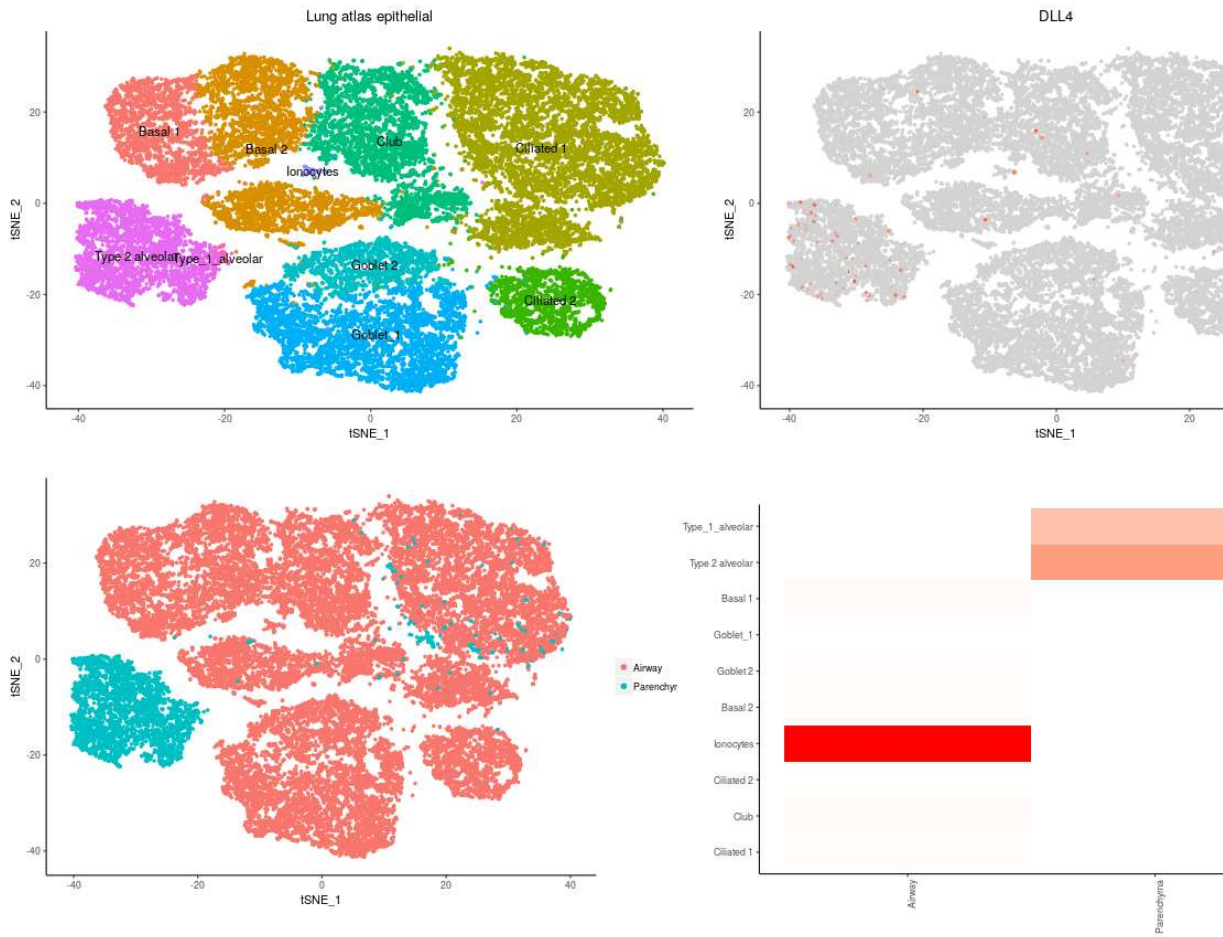 Lung atlas epithelial
20
0
-20
-40
tSNE_2
Basal 1
Basal 2
Club
Ciliated 1
Ionocytes
Type 2 alveolar
Type_1_alveolar
Goblet 2
Ciliated 2
Goblet_1
-40
-20
0
20
40
tSNE_1
DLL4
20
0
-20
-40
tSNE_2
-40
-20
0
20
tSNE_1
20
0
-20
-40
tSNE_2
-40
-20
0
20
40
tSNE_1
Airway
Parenchyr
Type_1_alveolar
Type 2 alveolar
Basal 1
Goblet_1
Goblet 2
Basal 2
Ionocytes
Ciliated 2
Club
Ciliated 1
Airway
Parenchyma